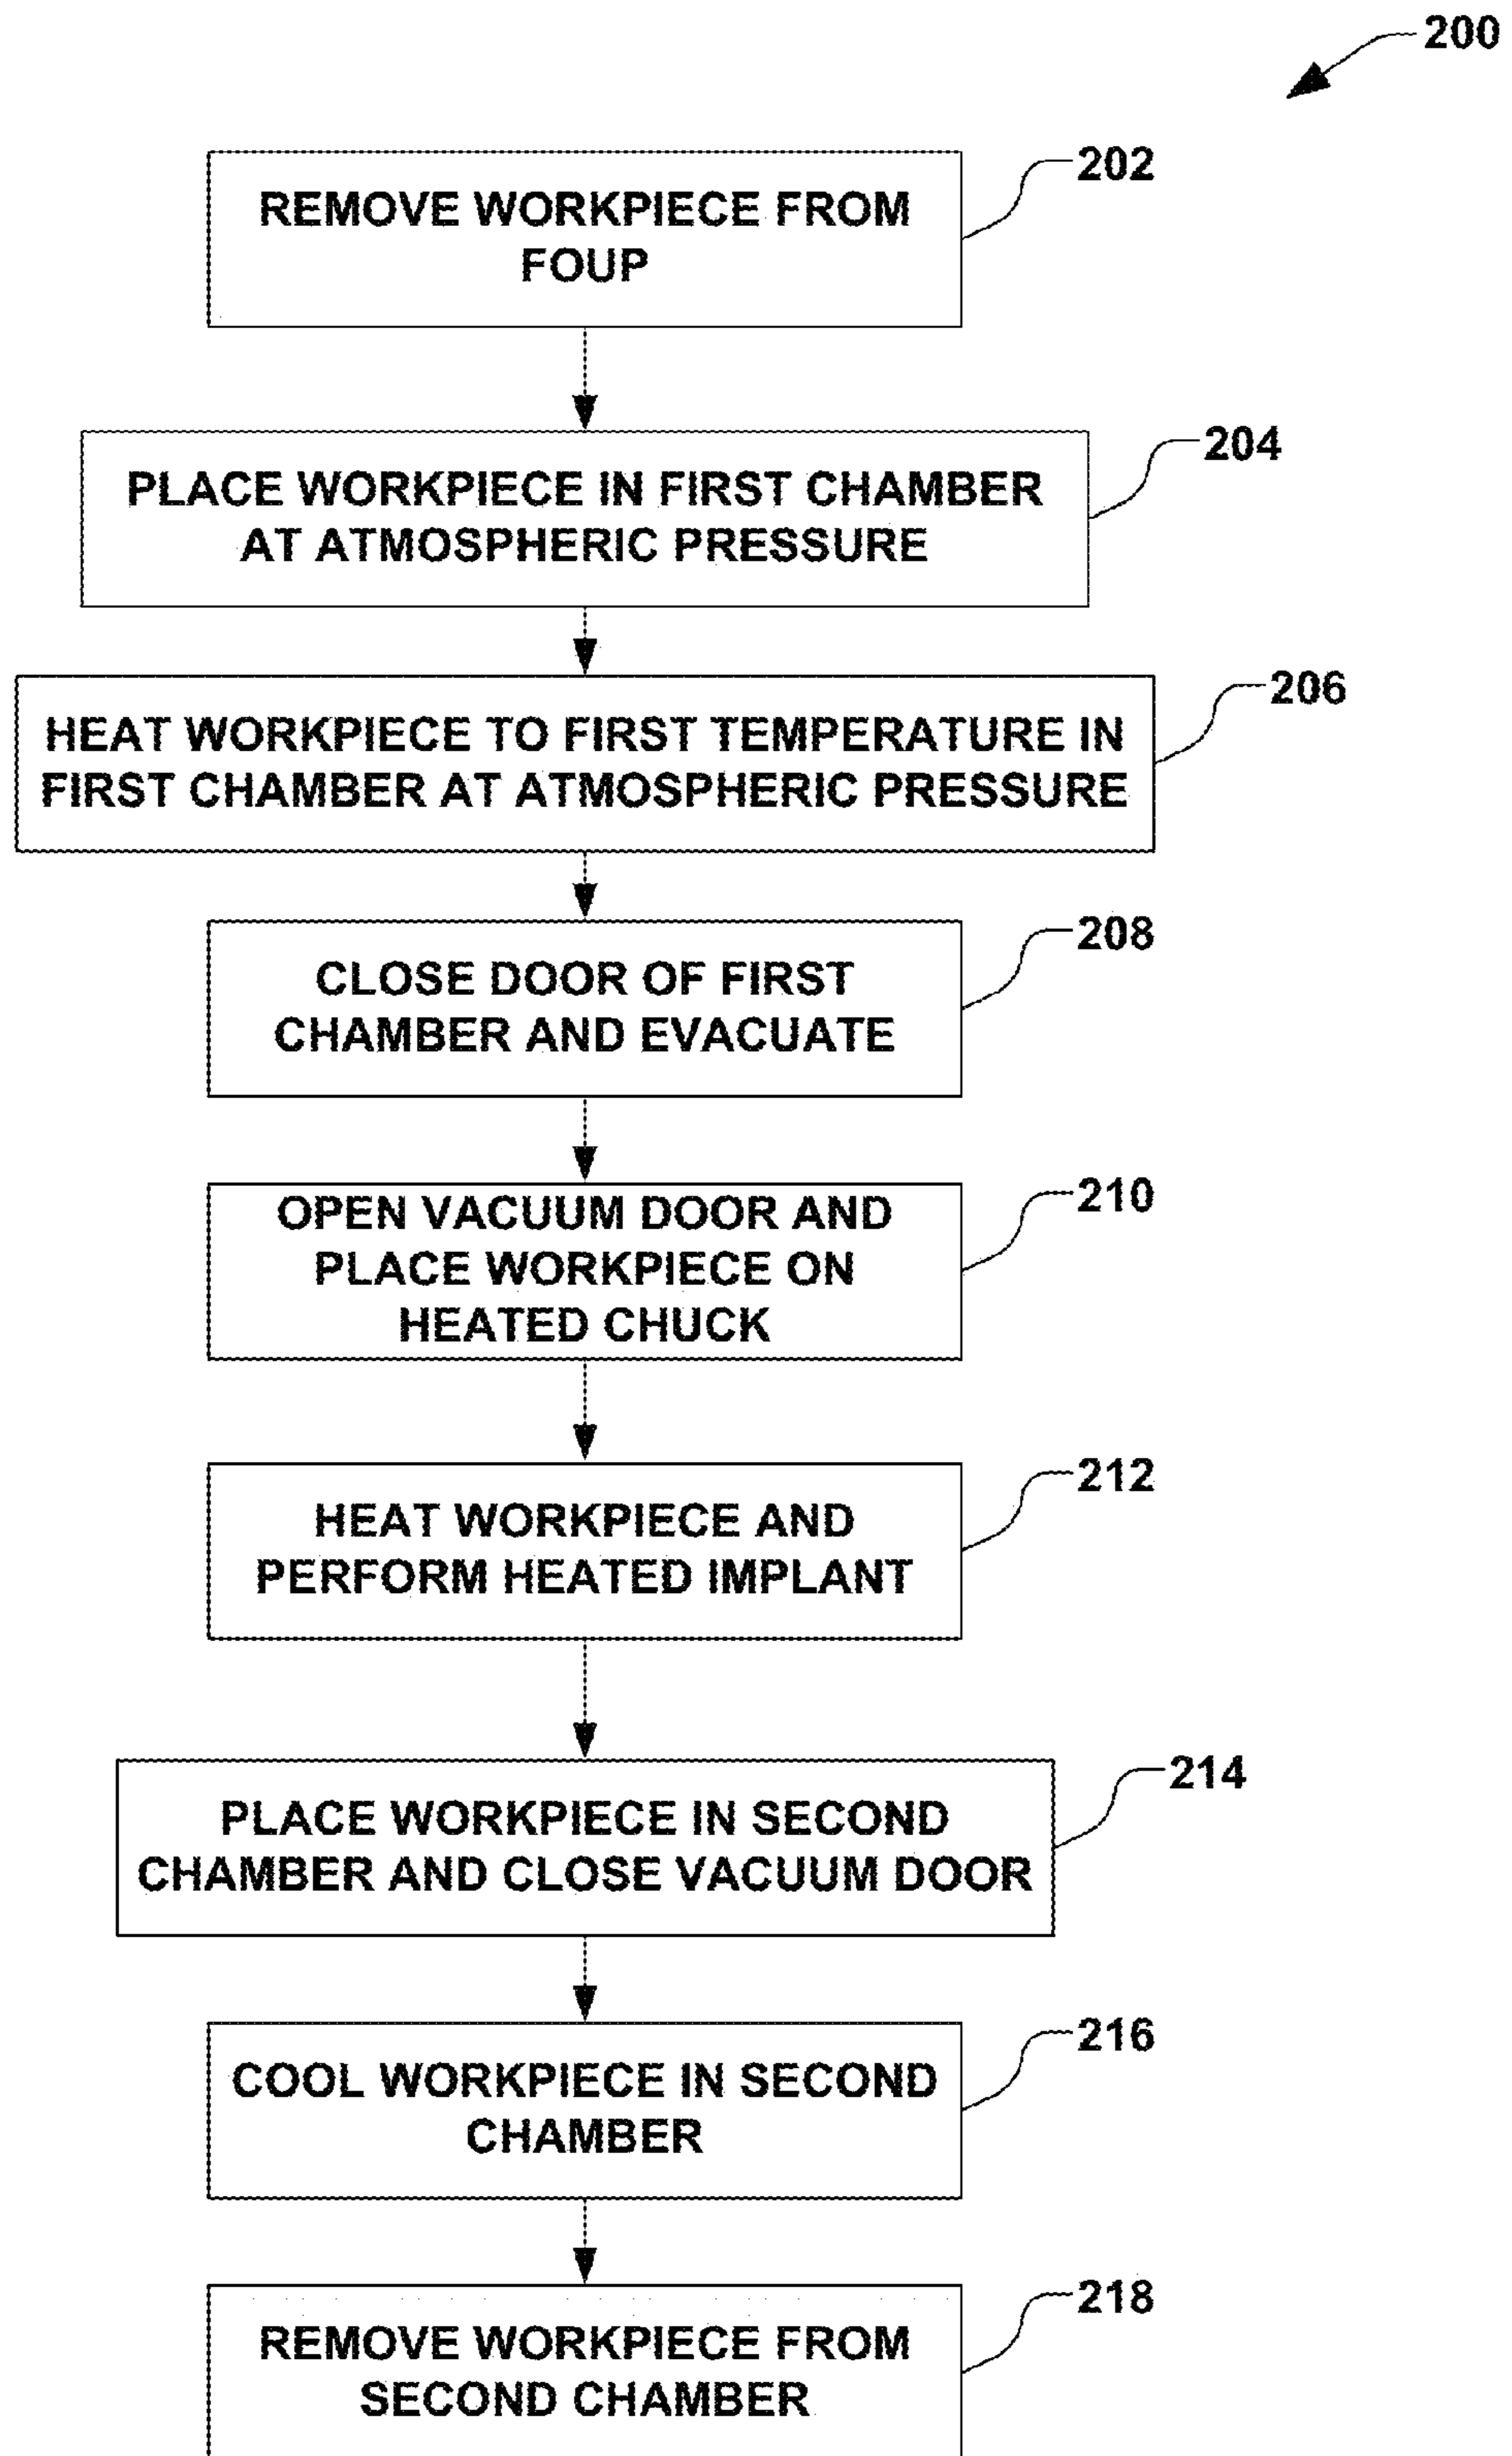 200
REMOVE WORKPIECE FROM
FOUP
202
PLACE WORKPIECE IN FIRST CHAMBER
AT ATMOSPHERIC PRESSURE
204
HEAT WORKPIECE TO FIRST TEMPERATURE IN
FIRST CHAMBER AT ATMOSPHERIC PRESSURE
206
CLOSE DOOR OF FIRST
CHAMBER AND EVACUATE
208
OPEN VACUUM DOOR AND
PLACE WORKPIECE ON
HEATED CHUCK
210
HEAT WORKPIECE AND
PERFORM HEATED IMPLANT
212
PLACE WORKPIECE IN SECOND
CHAMBER AND CLOSE VACUUM DOOR
214
COOL WORKPIECE IN SECOND
CHAMBER
216
REMOVE WORKPIECE FROM
SECOND CHAMBER
218